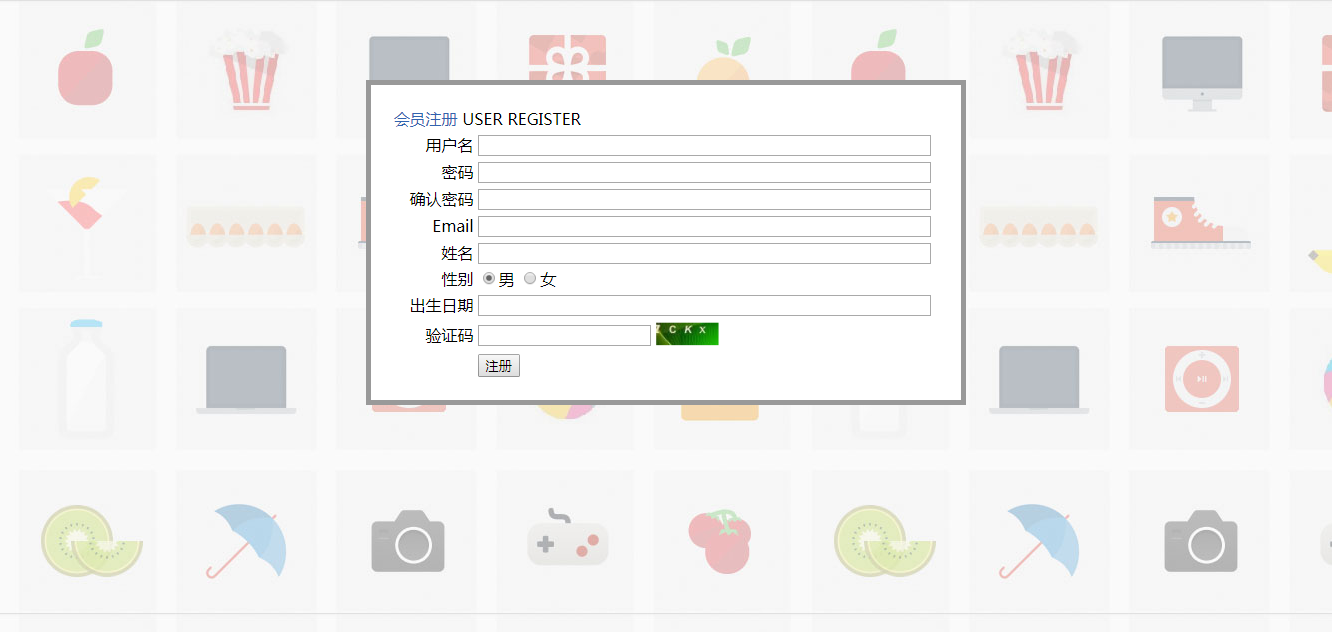 会员注册 USER REGISTER
用户名
密码
确认密码
Email
姓名
性别 男 女
出生日期
验证码 CKX
注册